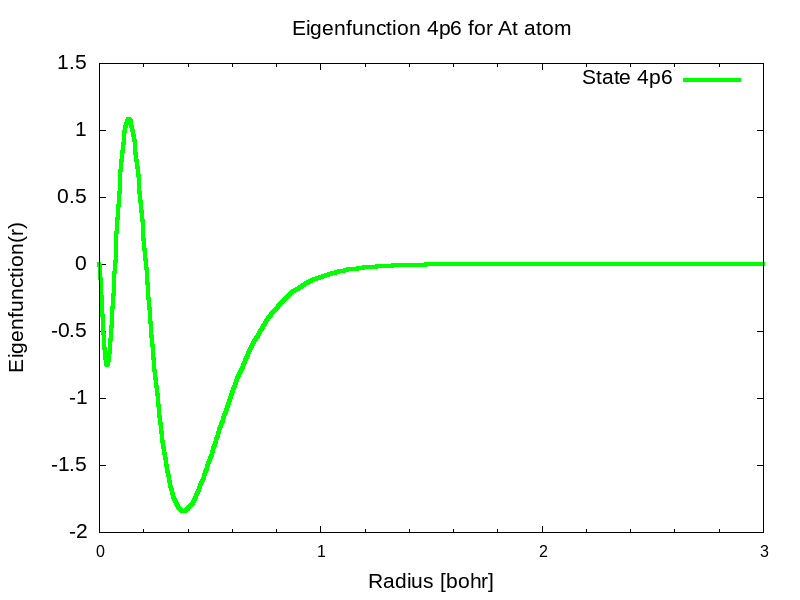 Eigenfunction 4p6 for At atom
State 4p6
1.5
1
0.5
0
-0.5
-1
-1.5
-2
Eigenfunction(r)
0 1 2 3
Radius [bohr]